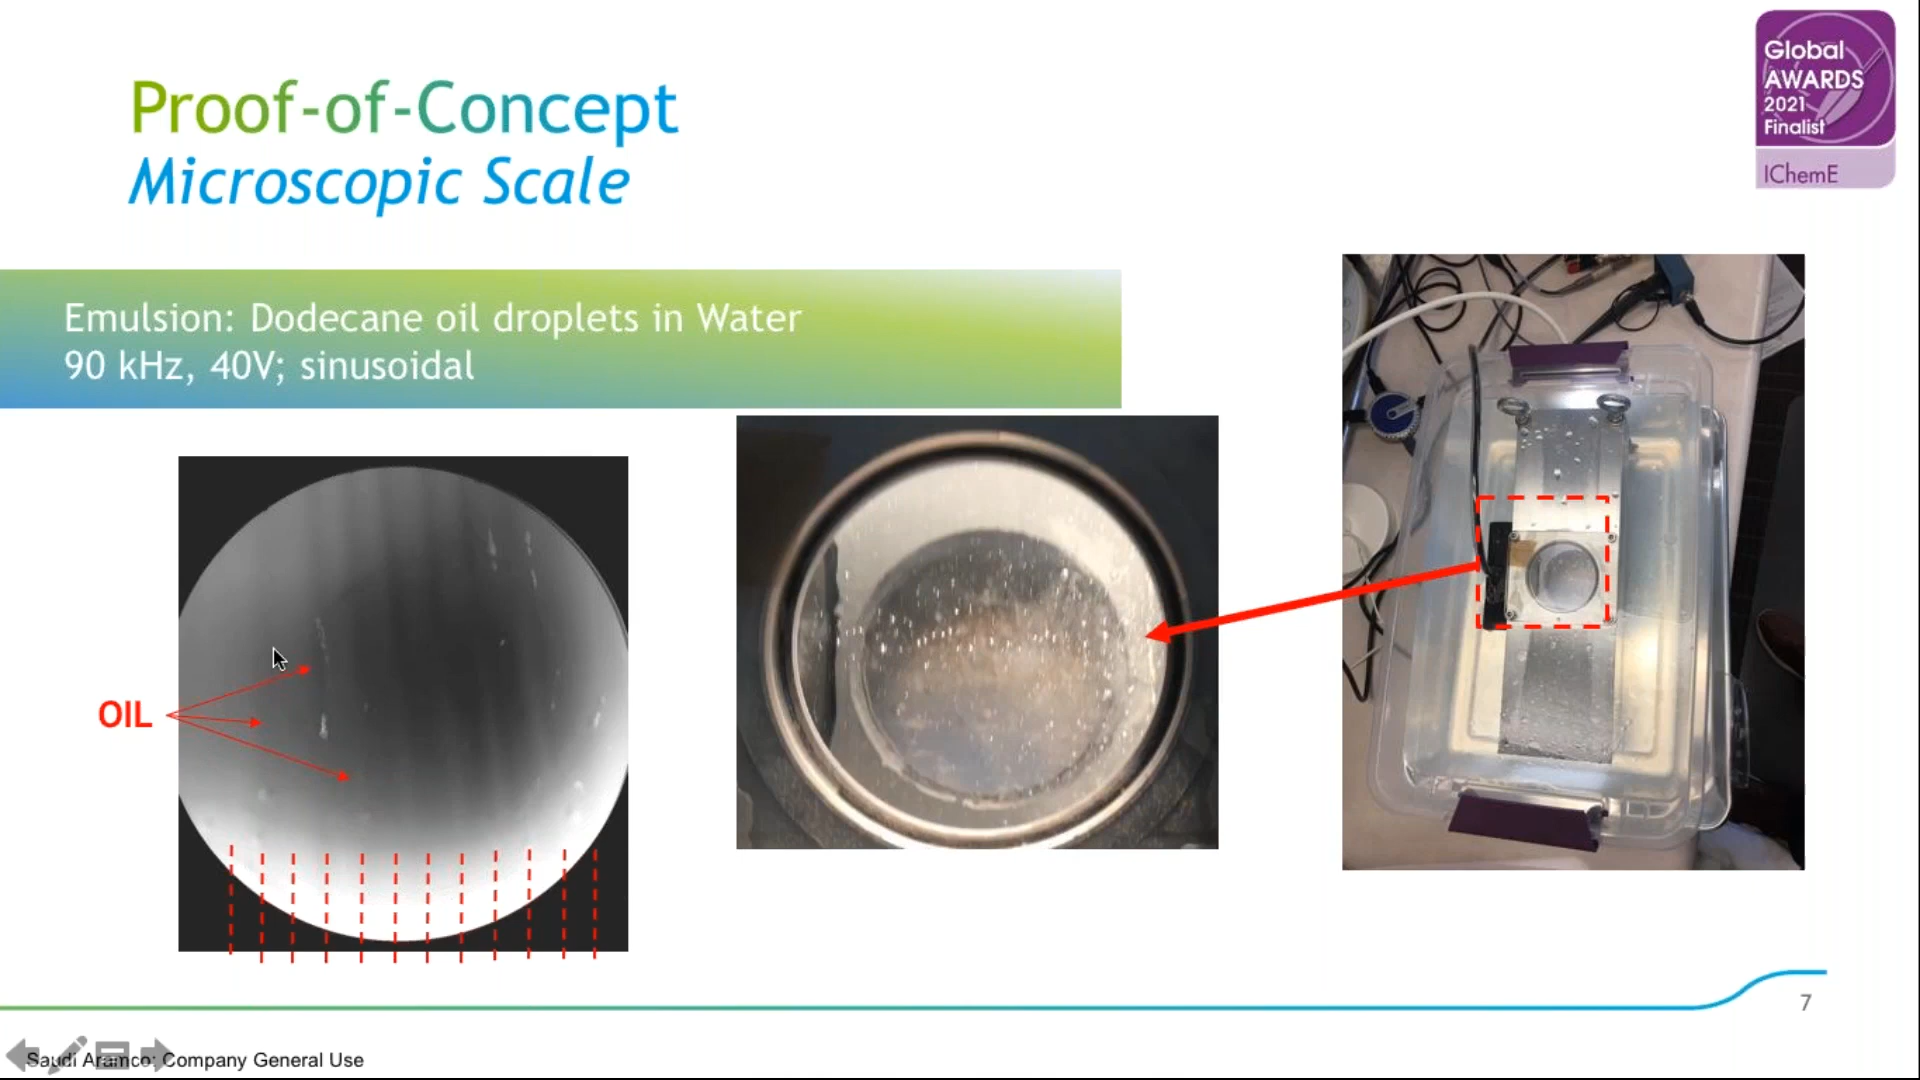 Proof-of-Concept
Microscopic Scale
Global
AWARDS
2021
Finalist
IChemE
Emulsion: Dodecane oil droplets in Water
90 kHz, 40V; sinusoidal
OIL
7
Saudi Aramco: Company General Use